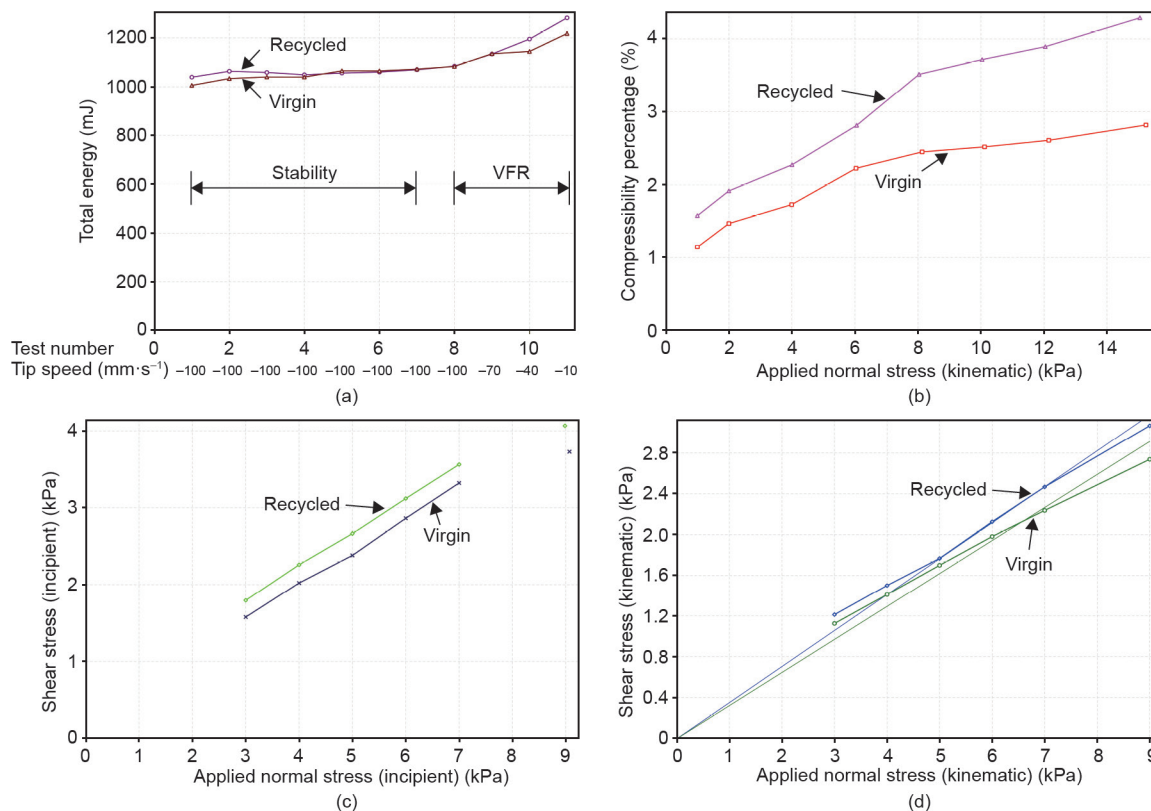 1200
1000
800
600
400
200
0
Total energy (mJ)
Recycled
Virgin
Stability
VFR
Test number
0 2 4 6 8 10
Tip speed (mm·s⁻¹) –100 –100 –100 –100 –100 –100 –100 –100 –70 –40 –10
(a)
4
3
2
1
0
Compressibility percentage (%)
Recycled
Virgin
0 2 4 6 8 10 12 14
Applied normal stress (kinematic) (kPa)
(b)
4
3
2
1
0
Shear stress (incipient) (kPa)
Recycled
Virgin
0 1 2 3 4 5 6 7 9
Applied normal stress (incipient) (kPa)
(c)
2.8
2.4
2.0
1.6
1.2
0.8
0.4
0
Shear stress (kinematic) (kPa)
Recycled
Virgin
0 1 2 3 4 5 6 7 9
Applied normal stress (kinematic) (kPa)
(d)